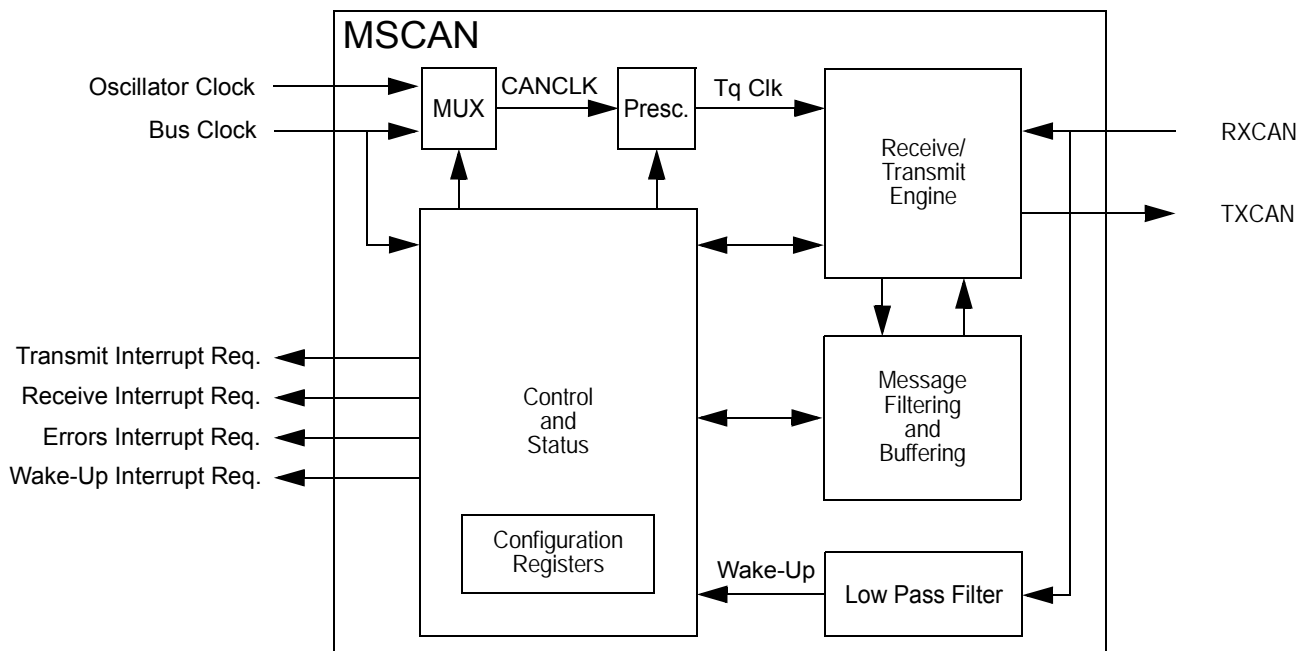 MSCAN
Oscillator Clock
Bus Clock
MUX
CANCLK
Presc.
Tq Clk
Receive/
Transmit
Engine
RXCAN
TXCAN
Transmit Interrupt Req.
Receive Interrupt Req.
Errors Interrupt Req.
Wake-Up Interrupt Req.
Control
and
Status
Message
Filtering
and
Buffering
Configuration
Registers
Wake-Up
Low Pass Filter